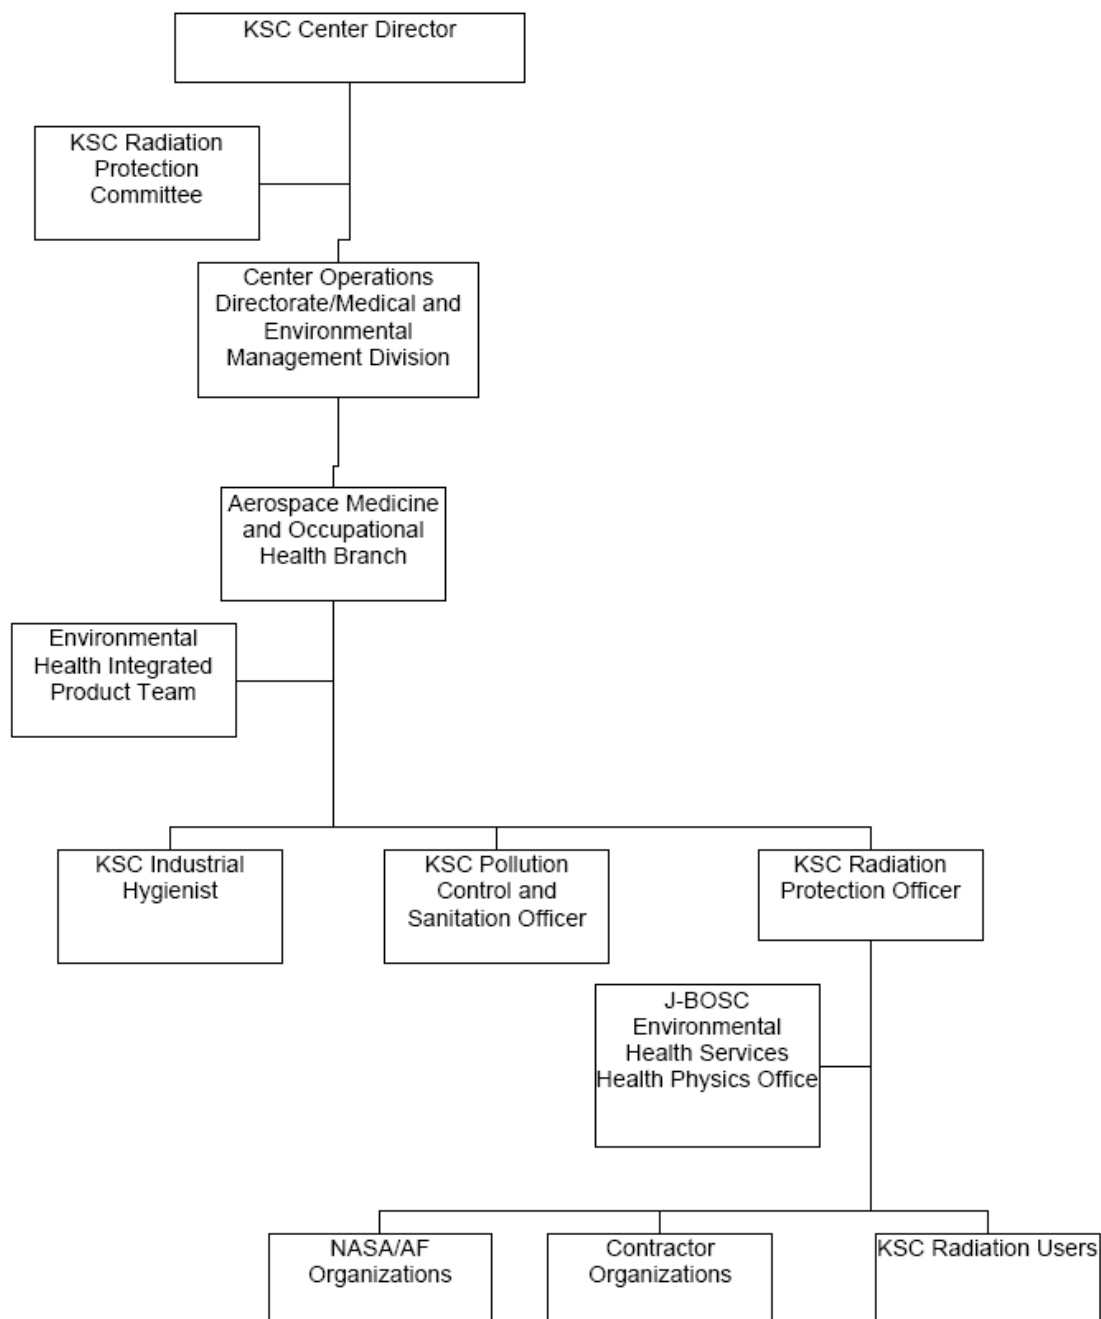 KSC Center Director
KSC Radiation
Protection
Committee
Center Operations
Directorate/Medical and
Environmental
Management Division
Aerospace Medicine
and Occupational
Health Branch
Environmental
Health Integrated
Product Team
KSC Industrial
Hygienist
KSC Pollution
Control and
Sanitation Officer
KSC Radiation
Protection Officer
J-BOSC
Environmental
Health Services
Health Physics Office
NASA/AF
Organizations
Contractor
Organizations
KSC Radiation Users